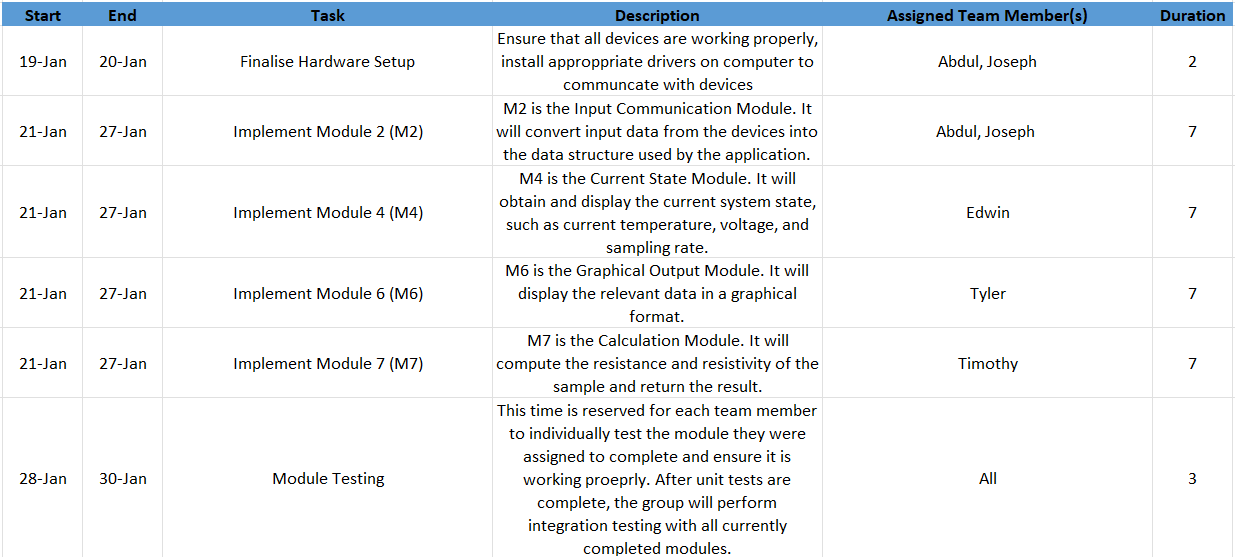 Start End Task Description Assigned Team Member(s) Duration
Ensure that all devices are working properly,
19-Jan 20-Jan Finalise Hardware Setup install approppriate drivers on computer to Abdul, Joseph 2
communcate with devices
M2 is the Input Communication Module. It
21-Jan 27-Jan Implement Module 2 (M2) will convert input data from the devices into Abdul, Joseph 7
the data structure used by the application.
M4 is the Current State Module. It will
obtain and display the current system state,
21-Jan 27-Jan Implement Module 4 (M4) Edwin 7
such as current temperature, voltage, and
sampling rate.
M6 is the Graphical Output Module. It will
21-Jan 27-Jan Implement Module 6 (M6) display the relevant data in a graphical Tyler 7
format.
M7 is the Calculation Module. It will
21-Jan 27-Jan Implement Module 7 (M7) compute the resistance and resistivity of the Timothy 7
sample and return the result.
This time is reserved for each team member
to individually test the module they were
assigned to complete and ensure it is
28-Jan 30-Jan Module Testing working proeprly. After unit tests are All 3
complete, the group will perform
integration testing with all currently
completed modules.